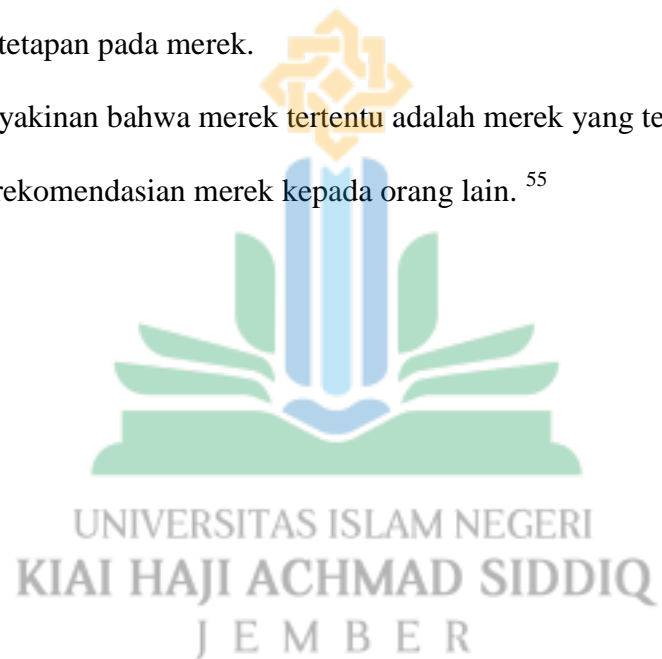 tetapan pada merek.
yakinan bahwa merek tertentu adalah merek yang te
rekomendasian merek kepada orang lain. 55
UNIVERSITAS ISLAM NEGERI
KIAI HAJI ACHMAD SIDDIQ
JEMBER